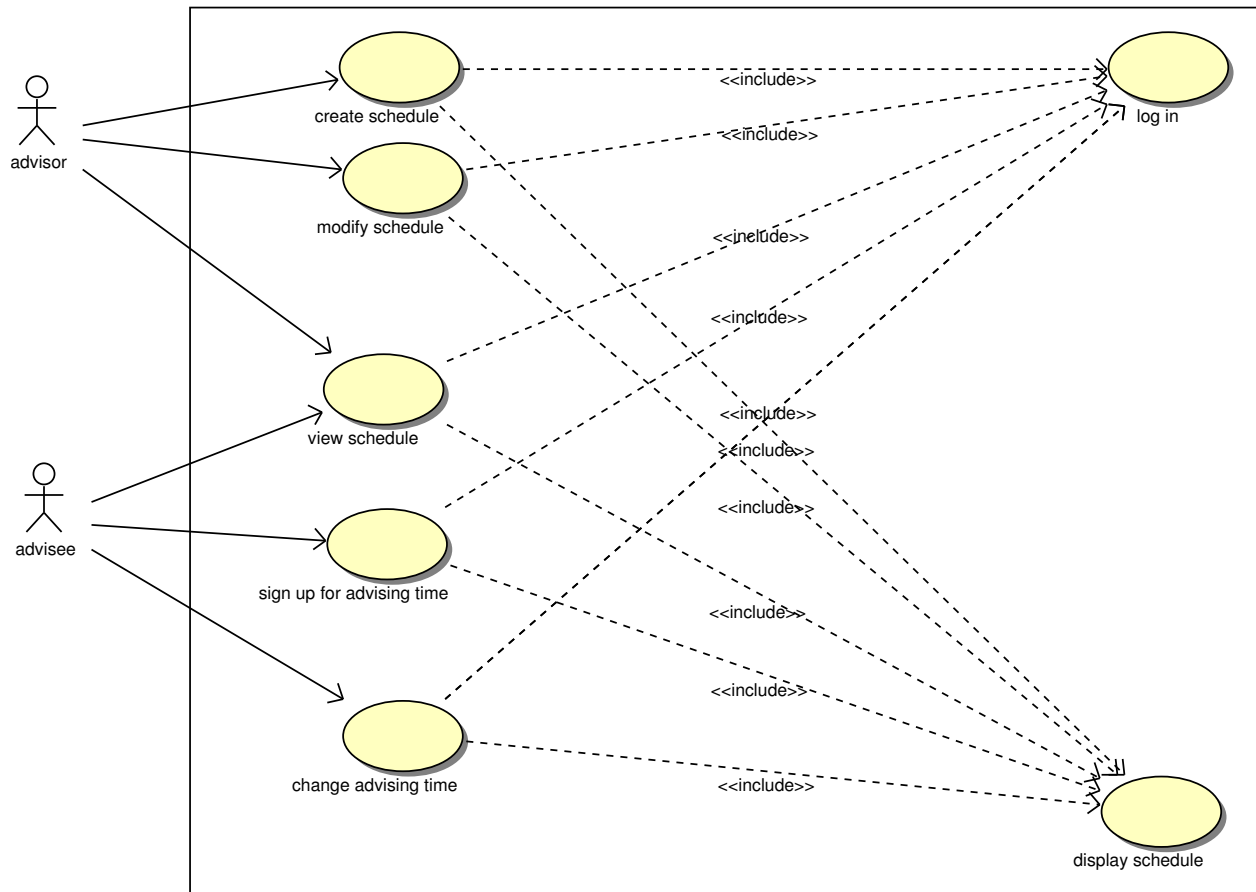 <<include>>
create schedule
log in
<<include>>
advisor
modify schedule
<<include>>
<<include>>
<<include>>
view schedule
<<include>>
<<include>>
advisee
sign up for advising time
<<include>>
<<include>>
change advising time
<<include>>
display schedule